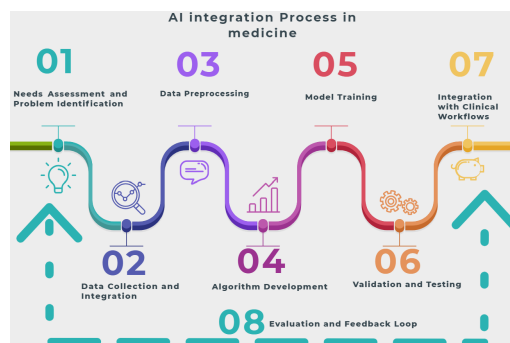 AI integration Process in
medicine
01
Needs Assessment and
Problem Identification
02
Data Collection and
Integration
03
Data Preprocessing
04
Algorithm Development
05
Model Training
06
Validation and Testing
07
Integration
with Clinical
Workflows
08
Evaluation and Feedback Loop